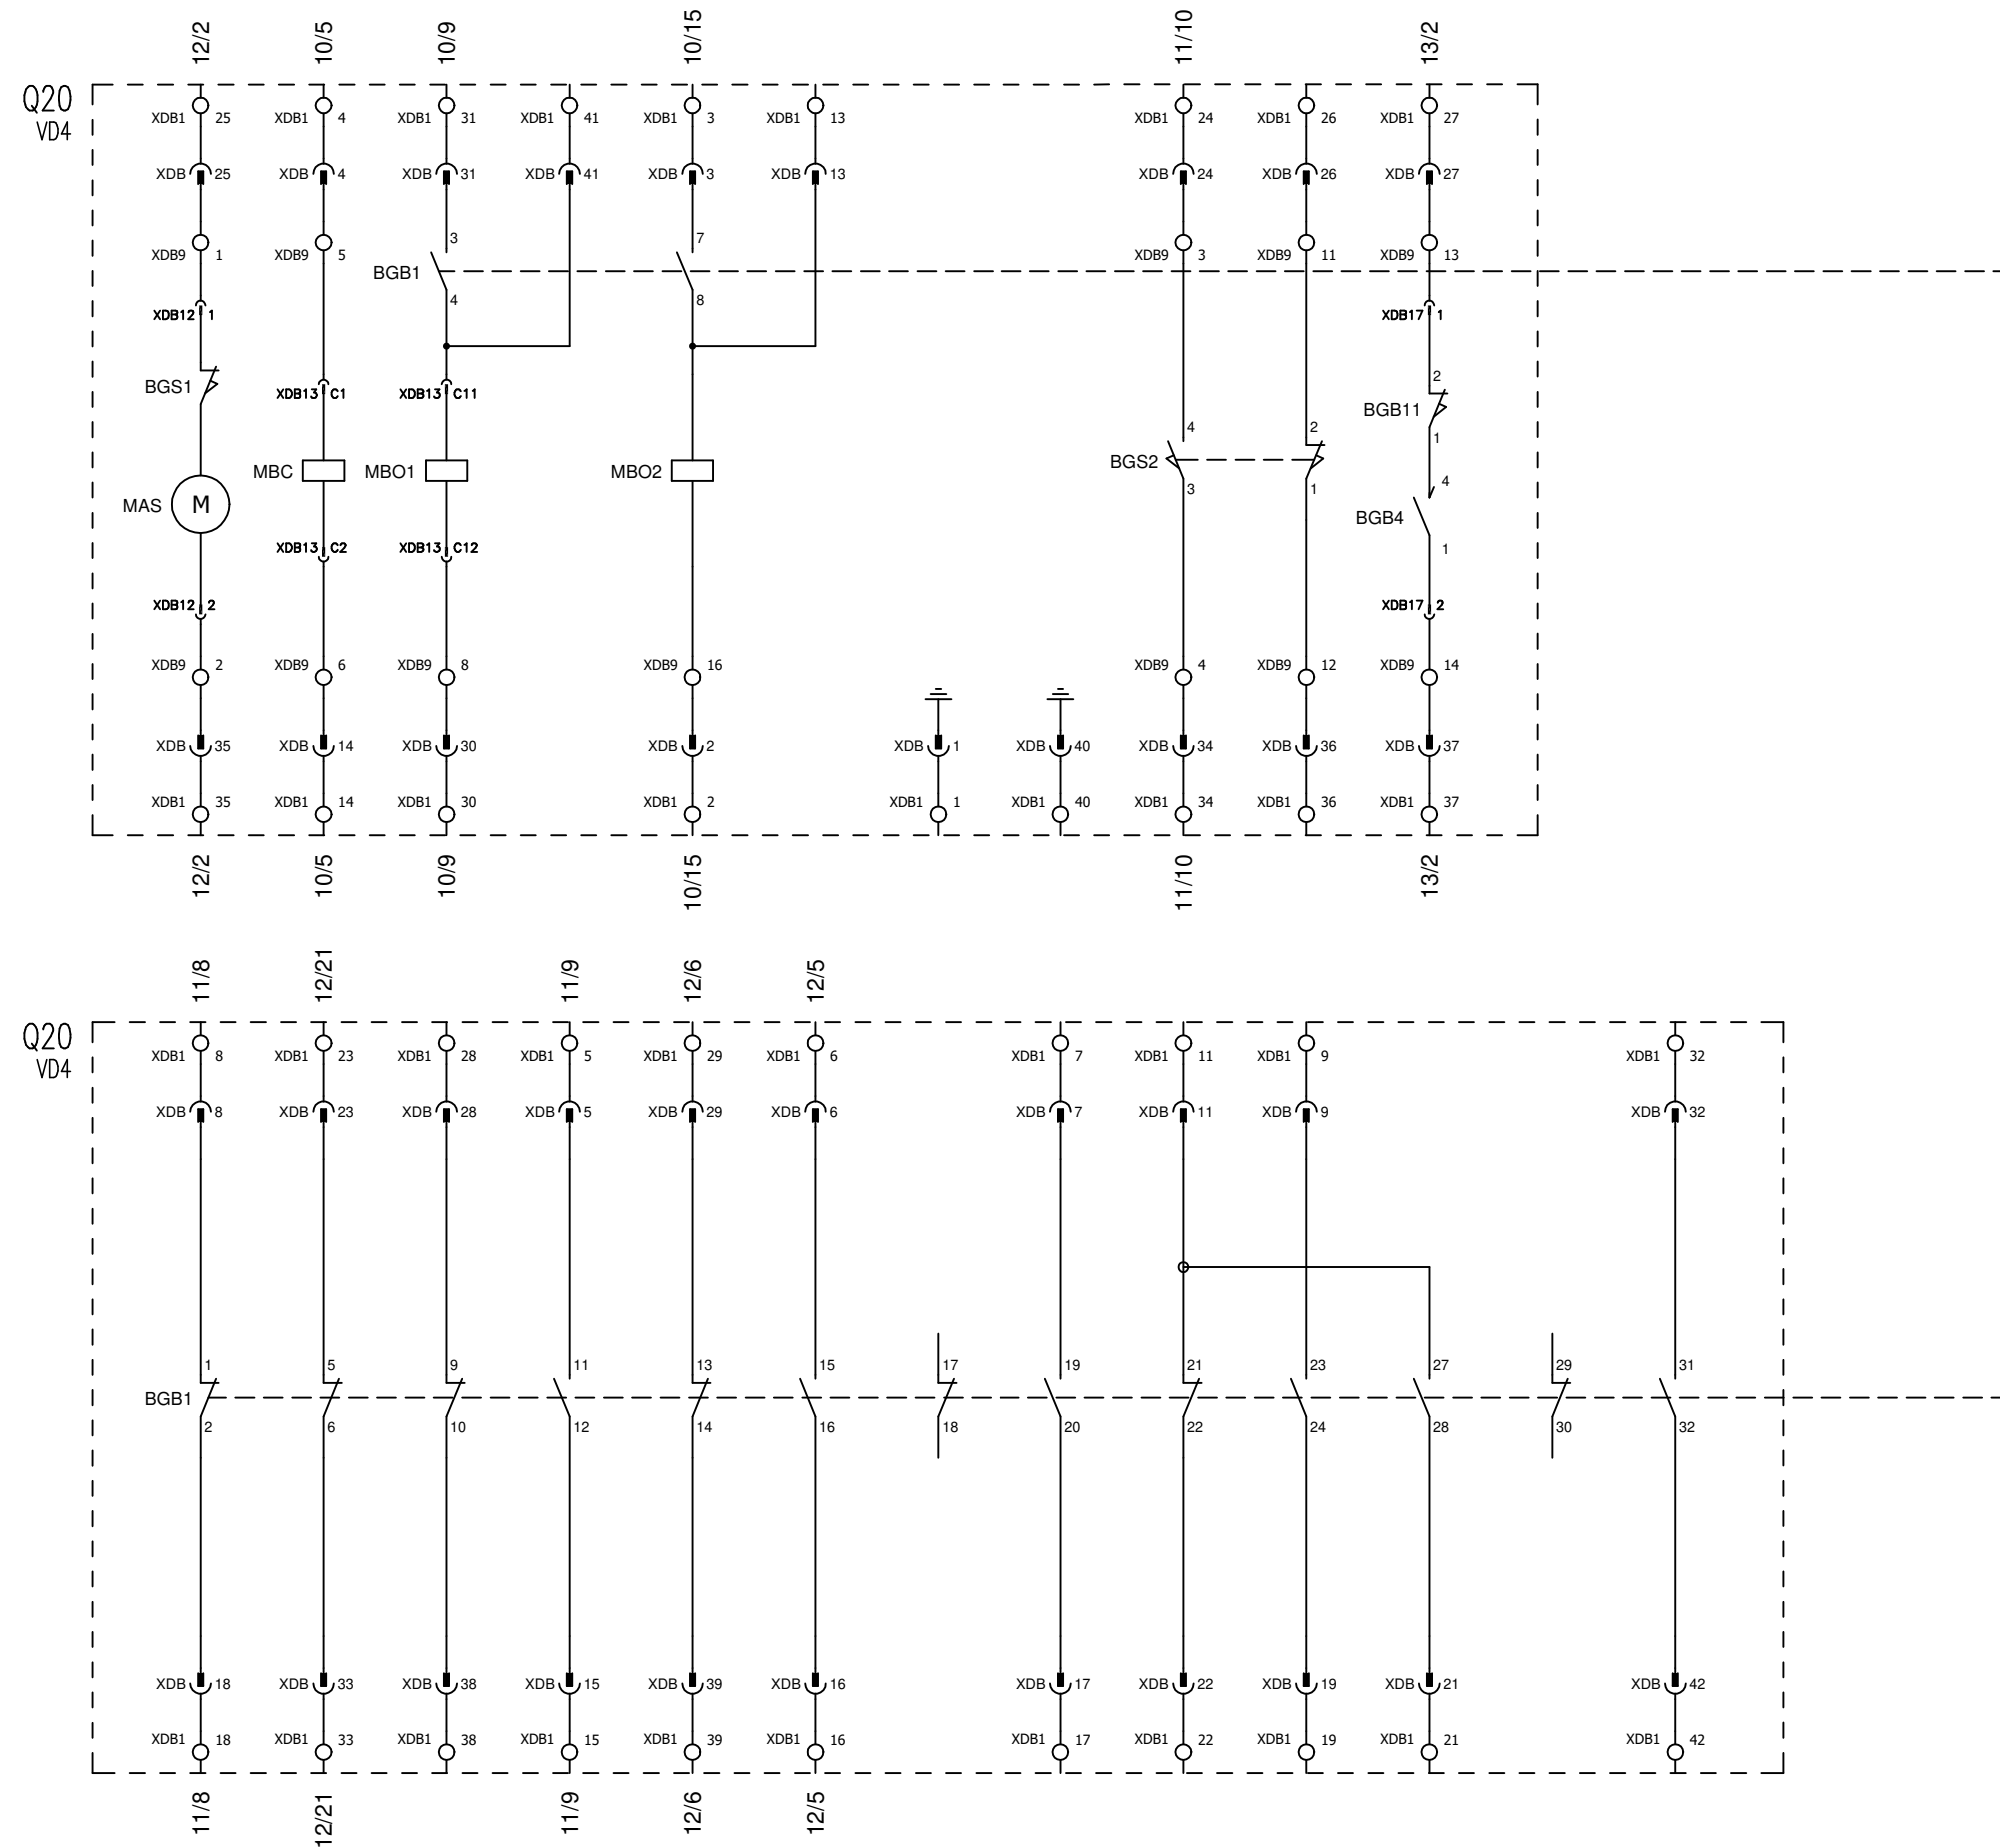 12/2 10/5 10/9 10/15 11/10 13/2
Q20
VD4
XDB1 25 XDB1 4 XDB1 31 XDB1 41 XDB1 3 XDB1 13 XDB1 24 XDB1 26 XDB1 27
XDB 25 XDB 4 XDB 31 XDB 41 XDB 3 XDB 13 XDB 24 XDB 26 XDB 27
3 7
XDB9 1 XDB9 5 XDB9 3 XDB9 11 XDB9 13
BGB1
4 8
XDB12 1 XDB17 1
2
BGS1 XDB13 C1 XDB13 C11
BGB11
4 2 1
BGS2
MBC MBO1 MBO2
3 1 4
MAS M
BGB4
XDB13 C2 XDB13 C12 1
XDB12 2 XDB17 2
XDB9 2 XDB9 6 XDB9 8 XDB9 16 XDB9 4 XDB9 12 XDB9 14
XDB 35 XDB 14 XDB 30 XDB 2 XDB 1 XDB 40 XDB 34 XDB 36 XDB 37
XDB1 35 XDB1 14 XDB1 30 XDB1 2 XDB1 1 XDB1 40 XDB1 34 XDB1 36 XDB1 37
12/2 10/5 10/9 10/15 11/10 13/2
11/8 12/21 11/9 12/6 12/5
Q20
VD4
XDB1 8 XDB1 23 XDB1 28 XDB1 5 XDB1 29 XDB1 6 XDB1 7 XDB1 11 XDB1 9 XDB1 32
XDB 8 XDB 23 XDB 28 XDB 5 XDB 29 XDB 6 XDB 7 XDB 11 XDB 9 XDB 32
1 5 9 11 13 15 17 19 21 23 27 29 31
BGB1
2 6 10 12 14 16 18 20 22 24 28 30 32
XDB 18 XDB 33 XDB 38 XDB 15 XDB 39 XDB 16 XDB 17 XDB 22 XDB 19 XDB 21 XDB 42
XDB1 18 XDB1 33 XDB1 38 XDB1 15 XDB1 39 XDB1 16 XDB1 17 XDB1 22 XDB1 19 XDB1 21 XDB1 42
11/8 12/21 11/9 12/6 12/5